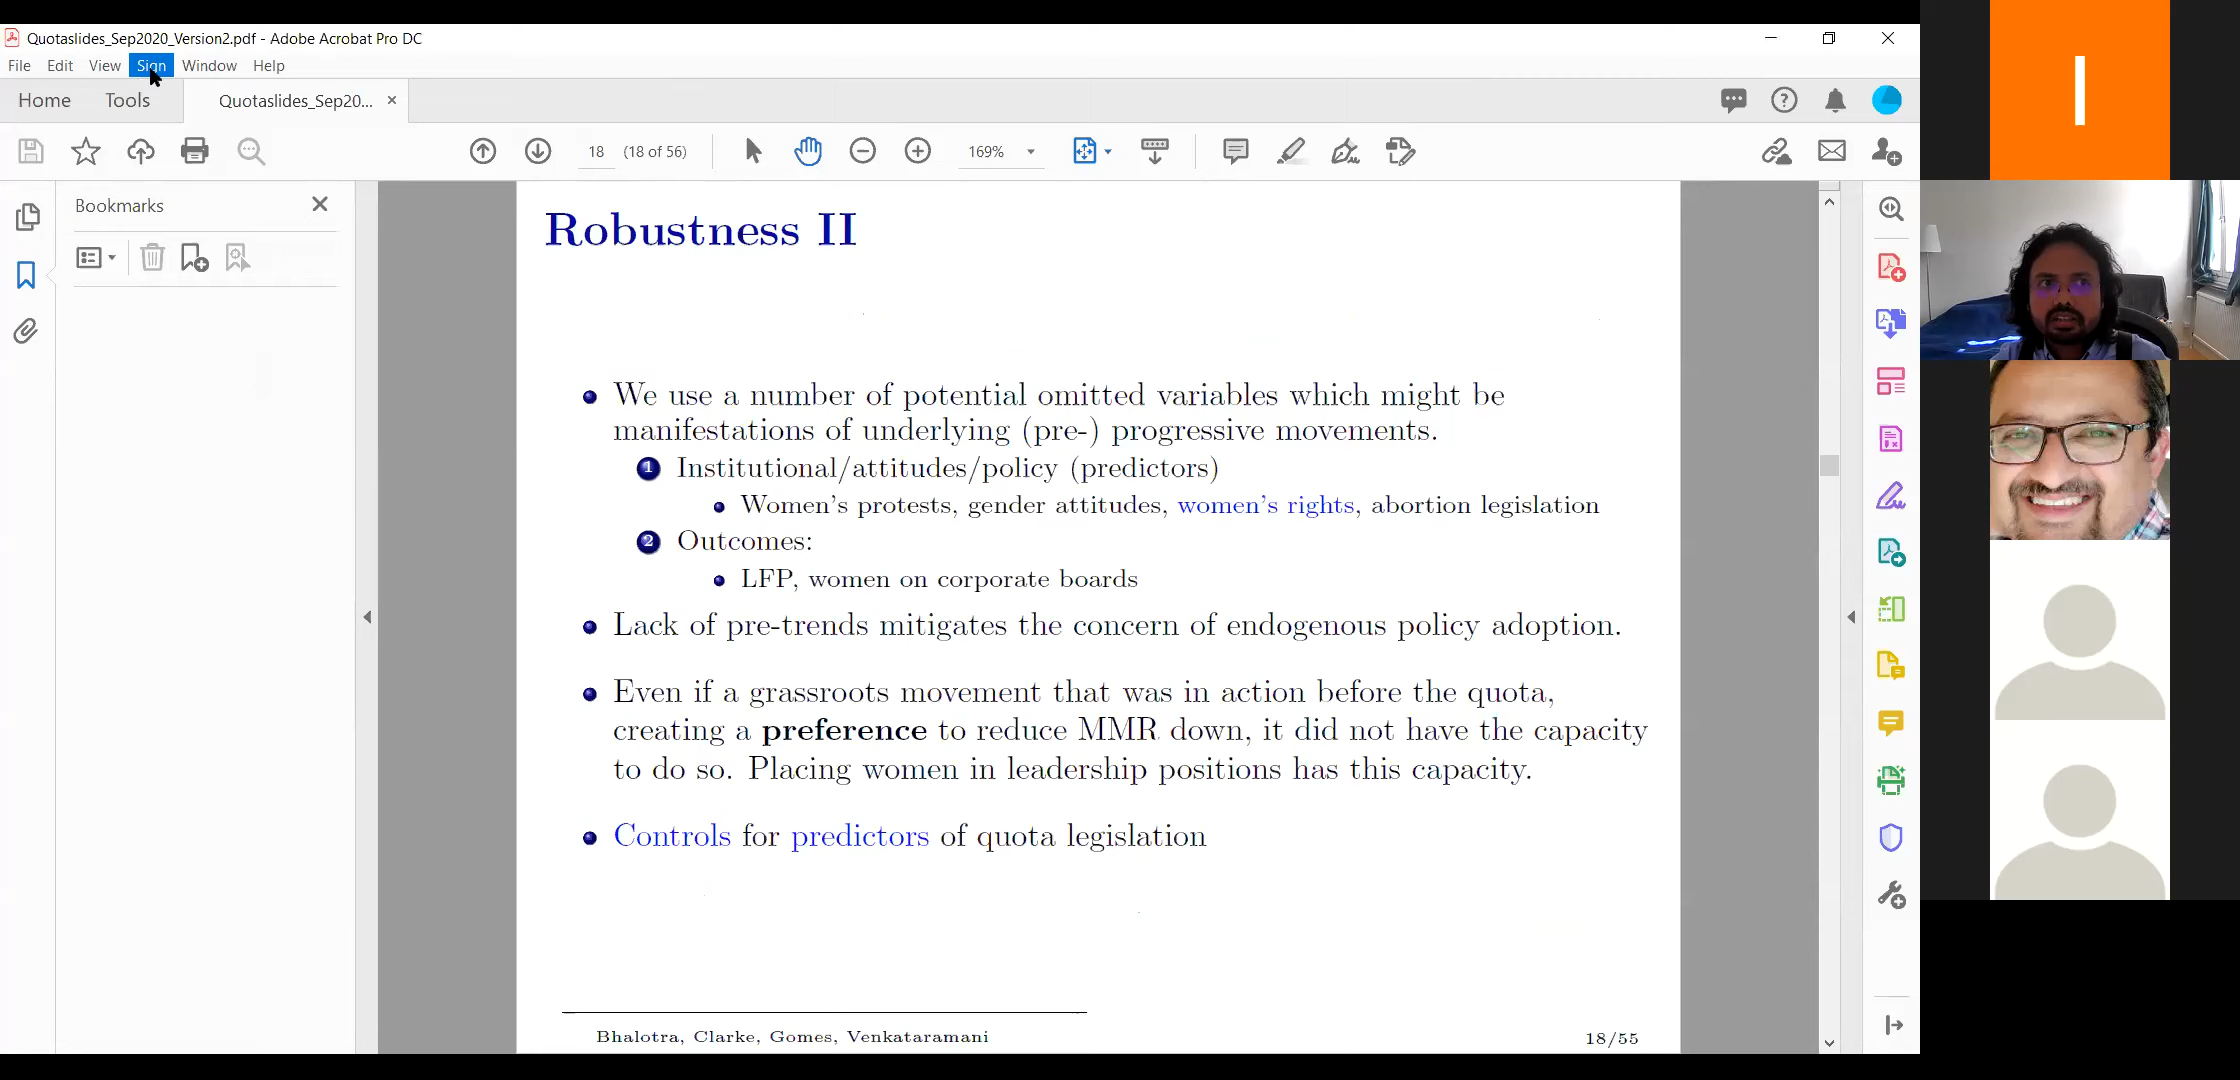 Quotaslides_Sep2020_Version2.pdf - Adobe Acrobat Pro DC
File Edit View Sign Window Help
Home Tools Quotaslides_Sep20...
18 (18 of 56) 169%
Bookmarks
Robustness II
We use a number of potential omitted variables which might be
manifestations of underlying (pre-) progressive movements.
1 Institutional/attitudes/policy (predictors)
Women's protests, gender attitudes, women's rights, abortion legislation
2 Outcomes:
LFP, women on corporate boards
Lack of pre-trends mitigates the concern of endogenous policy adoption.
Even if a grassroots movement that was in action before the quota,
creating a preference to reduce MMR down, it did not have the capacity
to do so. Placing women in leadership positions has this capacity.
Controls for predictors of quota legislation
Bhalotra, Clarke, Gomes, Venkataramani
18/55
I